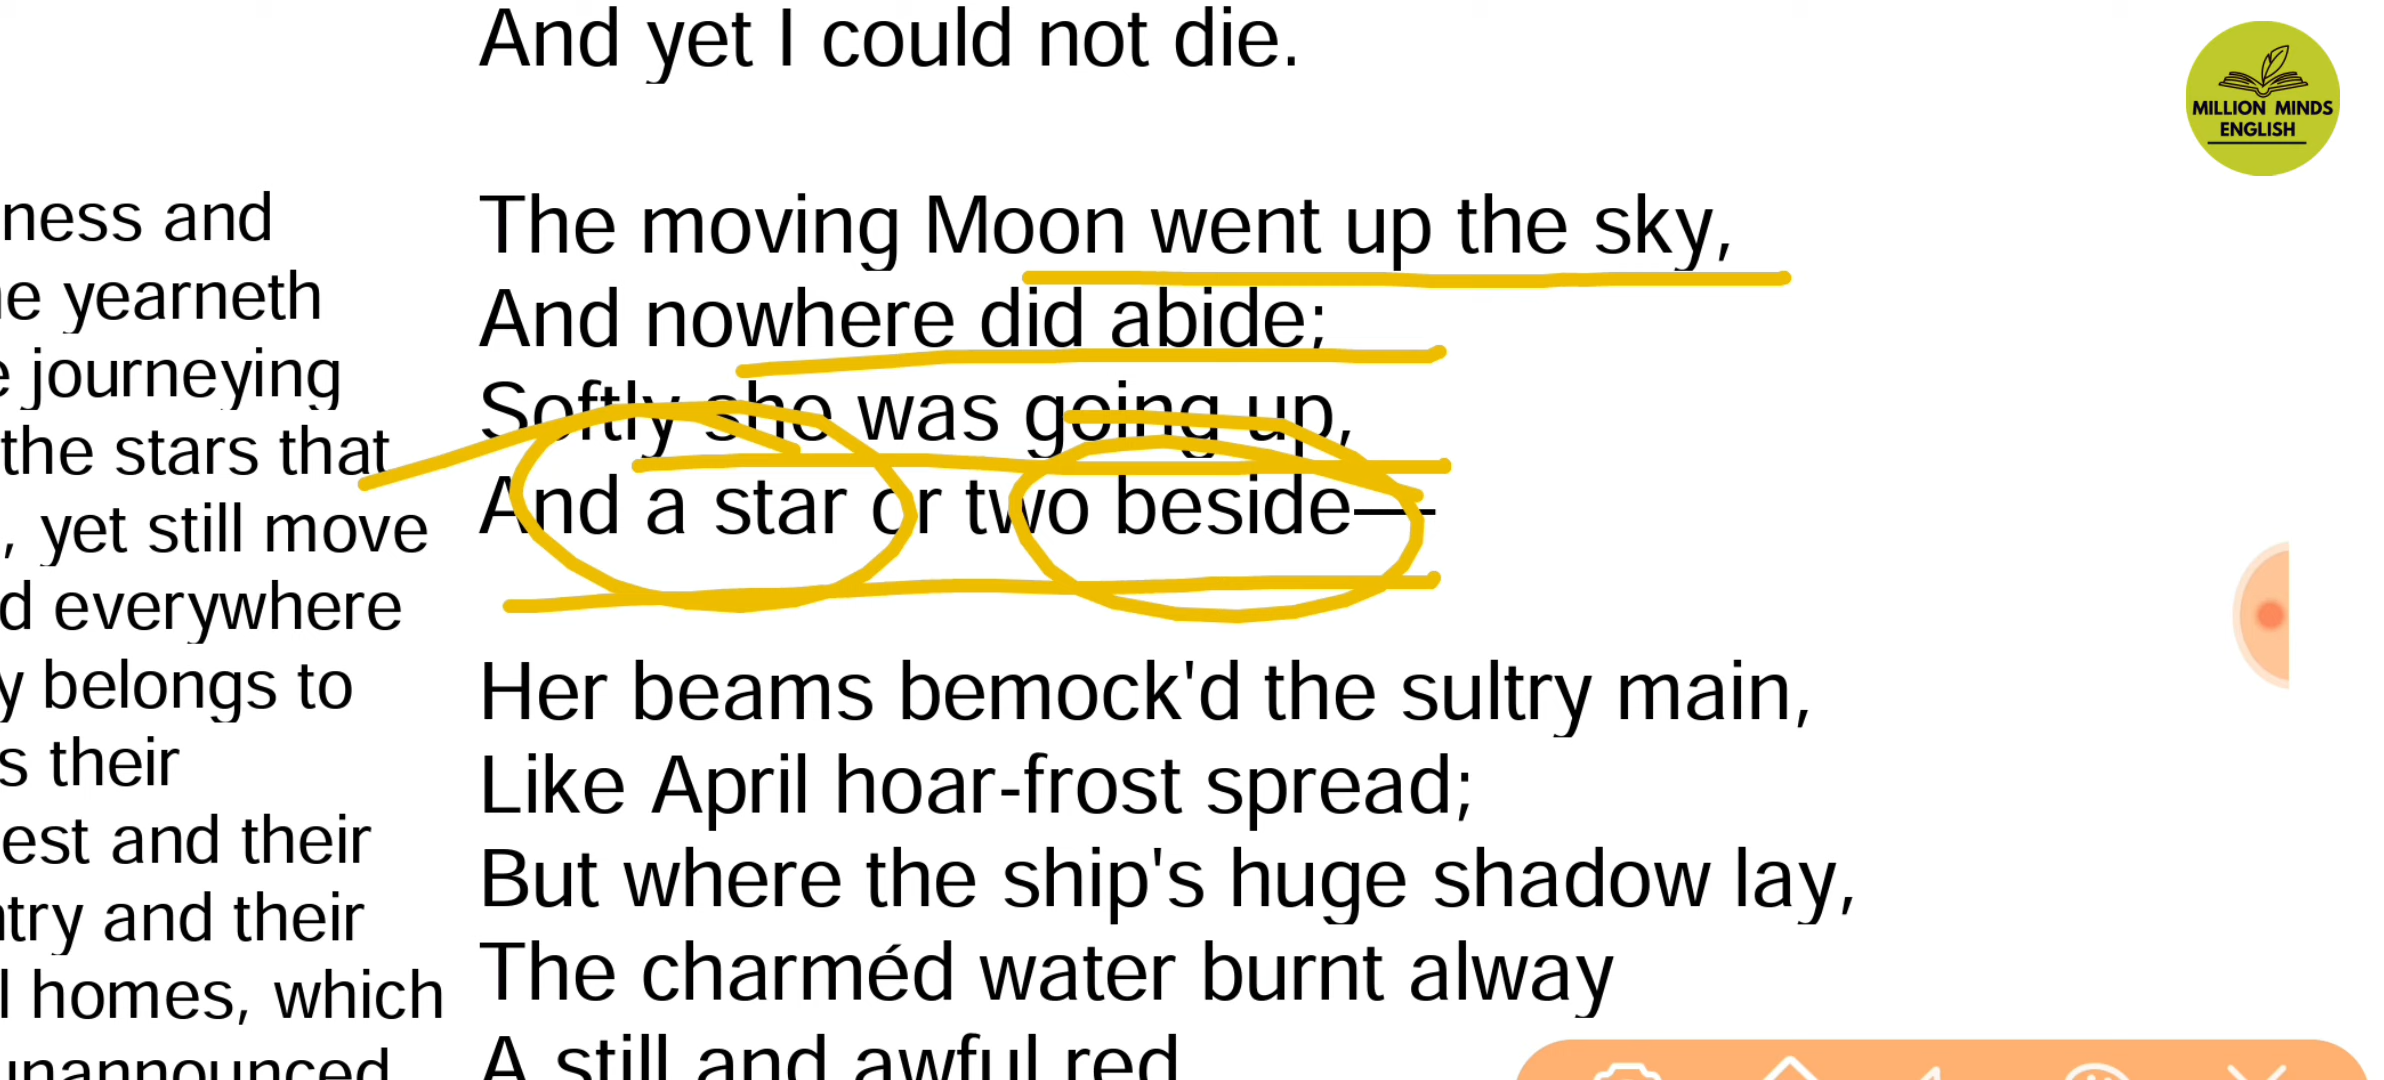 And yet I could not die.
MILLION MINDS
ENGLISH
ness and
yearneth
journeying
the stars that
, yet still move
everywhere
belongs to
their
and their
and their
homes, which
unannounced
The moving Moon went up the sky,
And nowhere did abide;
Softly she was going up,
And a star or two beside—
Her beams bemock'd the sultry main,
Like April hoar-frost spread;
But where the ship's huge shadow lay,
The charméd water burnt alway
A still and awful red